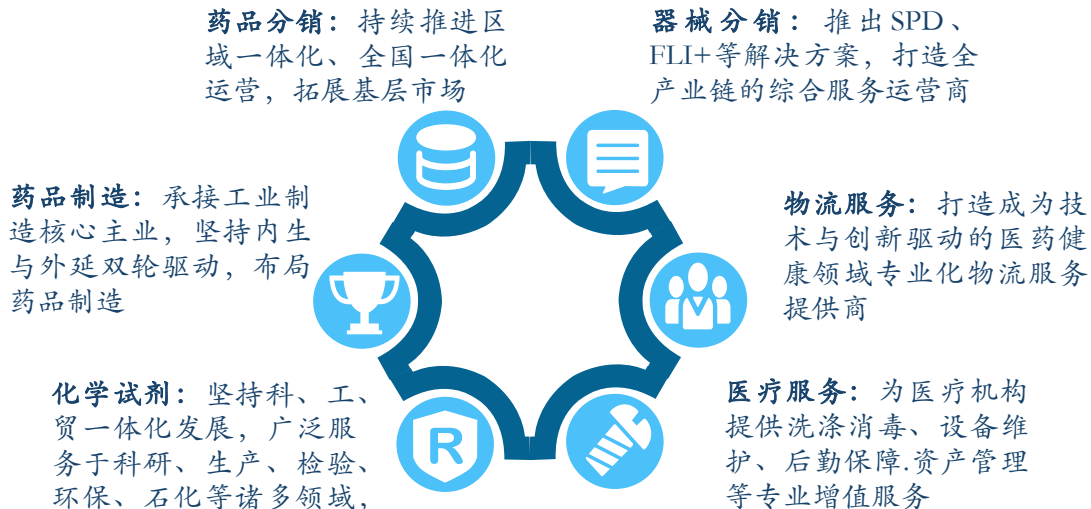 药品分销：持续推进区
域一体化、全国一体化
运营，拓展基层市场
器械分销：推出SPD、
FLI+等解决方案，打造全
产业链的综合服务运营商
药品制造：承接工业制
造核心主业，坚持内生
与外延双轮驱动，布局
药品制造
物流服务：打造成为技
术与创新驱动的医药健
康领域专业化物流服务
提供商
化学试剂：坚持科、工、
贸一体化发展，广泛服
务于科研、生产、检验、
环保、石化等诸多领域，
R
医疗服务：为医疗机构
提供洗涤消毒、设备维
护、后勤保障.资产管理
等专业增值服务